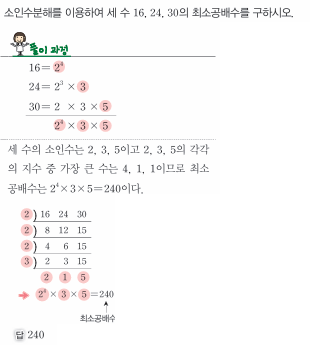 소인수분해를 이용하여 세 수 16, 24, 30의 최소공배수를 구하시오.
풀이 과정
16=2⁴
24=2³×3
30=2 ×3×5
2⁴×3×5
세 수의 소인수는 2, 3, 5이고 2, 3, 5의 각각
의 지수 중 가장 큰 수는 4, 1, 1이므로 최소
공배수는 2⁴×3×5=240이다.
2) 16 24 30
2) 8 12 15
2) 4 6 15
3) 2 3 15
2 1 5
➡ 2⁴×3×5=240
최소공배수
답 240